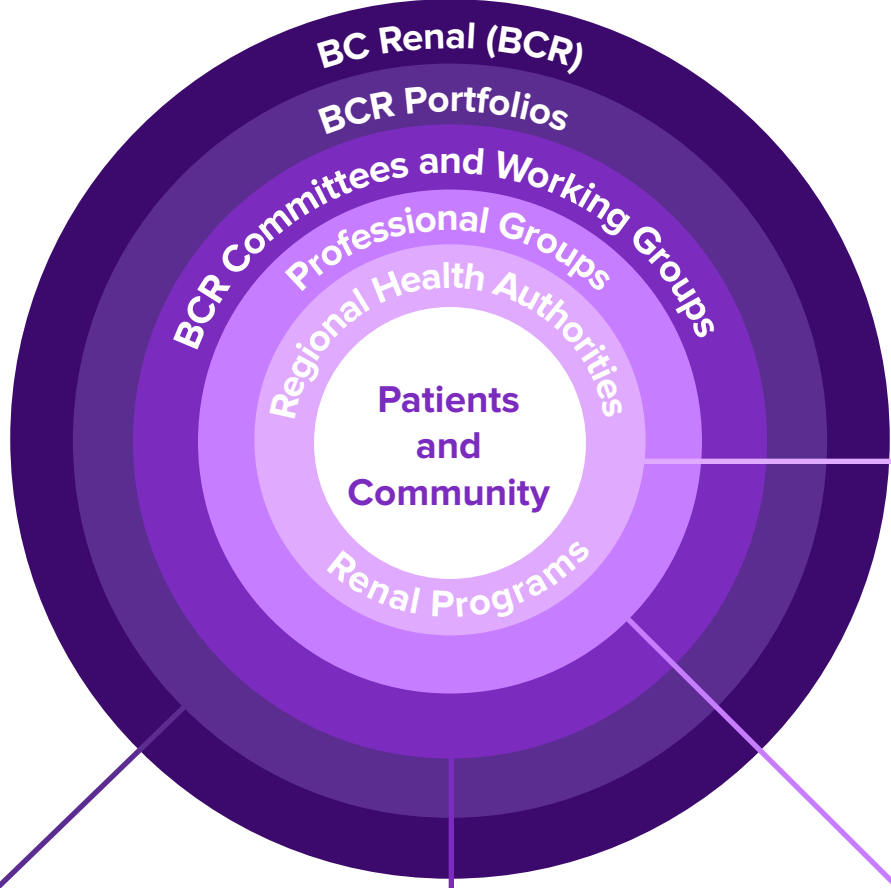 BC Renal (BCR)
BCR Portfolios
BCR Committees and Working Groups
Professional Groups
Regional Health Authorities
Patients
and
Community
Renal Programs